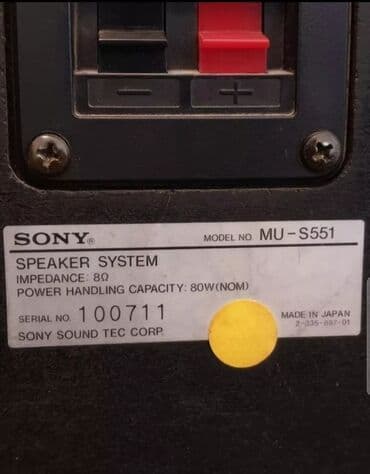 − +
SONY® MODEL NO. MU-S551
SPEAKER SYSTEM
IMPEDANCE: 8Ω
POWER HANDLING CAPACITY: 80W(NOM)
SERIAL NO. 100711 MADE IN JAPAN
SONY SOUND TEC CORP.